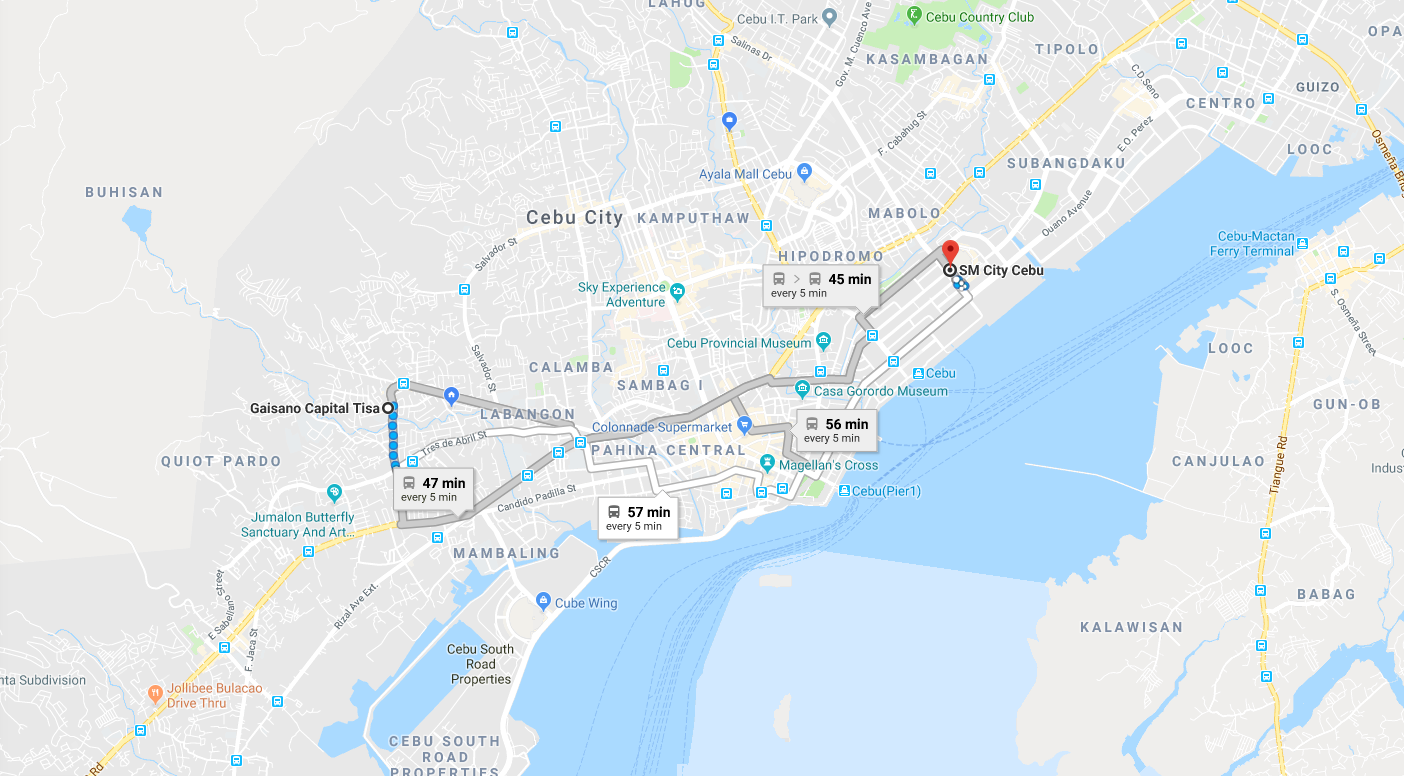 LAHUG
Cebu I.T. Park
Cebu Country Club
OPA
TIPOLO
Salinas Dr
Gov. M. Cuenco Ave
KASAMBAGAN
C.D.Seno
GUIZO
CENTRO
E O. Perez
F. Cabahug St
LOOC
Osmeña Bri
SUBANGDAKU
Ayala Mall Cebu
BUHISAN
Cebu City
KAMPUTHAW
MABOLO
Ouano Avenue
Cebu-Mactan
Ferry Terminal
Salvador St
HIPODROMO
SM City Cebu
45 min
every 5 min
Sky Experience
Adventure
S. Osmeña Street
Cebu Provincial Museum
LOOC
Salvador St
CALAMBA
Cebu
SAMBAG I
Casa Gorordo Museum
Gaisano Capital Tisa
LABANGON
GUN-OB
Colonnade Supermarket
56 min
every 5 min
Tres de Abril St
PAHINA CENTRAL
QUIOT PARDO
Magellan's Cross
CANJULAO
Tiangue Rd
Indust
47 min
every 5 min
Candido Padilla St
Cebu(Pier1)
57 min
every 5 min
Jumalon Butterfly
Sanctuary And Art...
MAMBALING
CSCR
Cube Wing
E Sabellano Street
Rizal Ave Ext.
F. Jaca St
BABAG
KALAWISAN
Cebu South
Road
Properties
nta Subdivision
Jollibee Bulacao
Drive Thru
CEBU SOUTH
ROAD
PROPERTIES
Rd